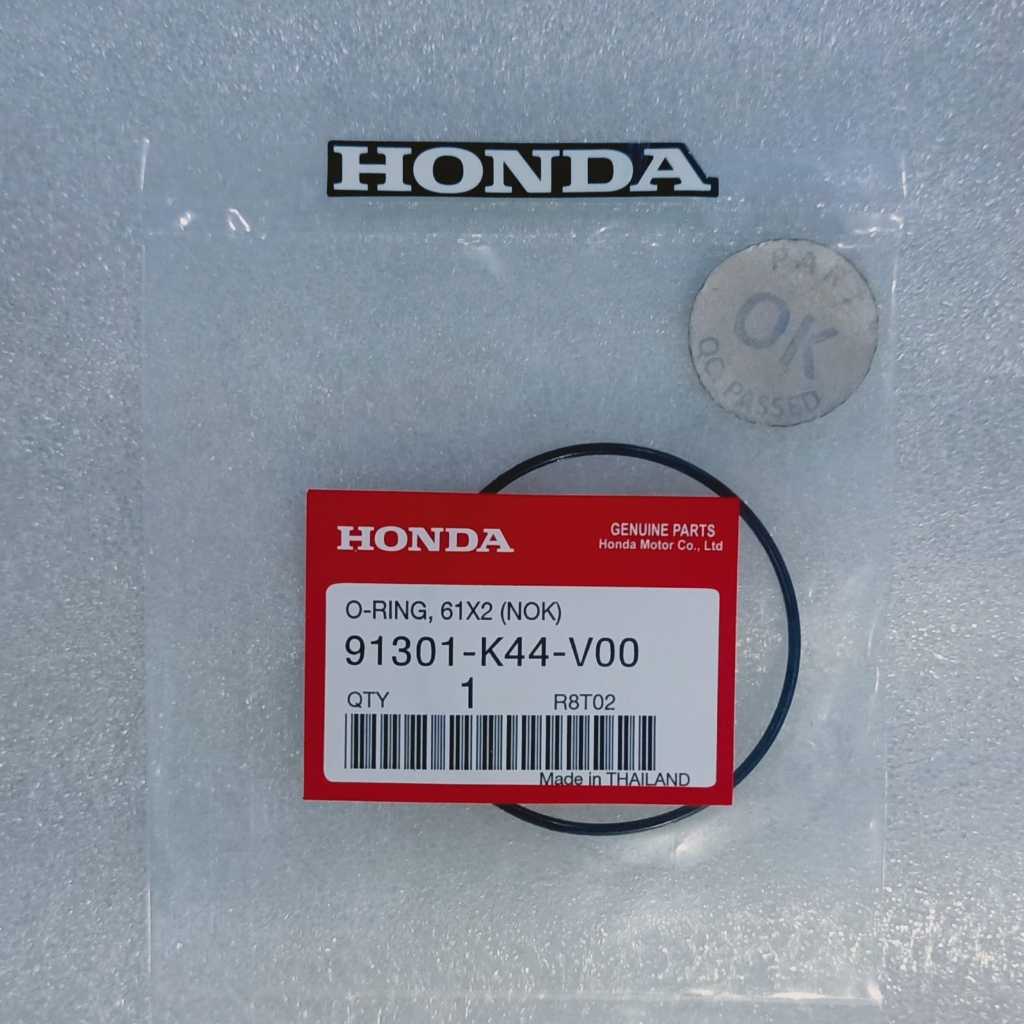 HONDA
PART
OK
QC PASSED
HONDA
GENUINE PARTS
Honda Motor Co., Ltd
O-RING, 61X2 (NOK)
91301-K44-V00
QTY 1 R8T02
Made in THAILAND